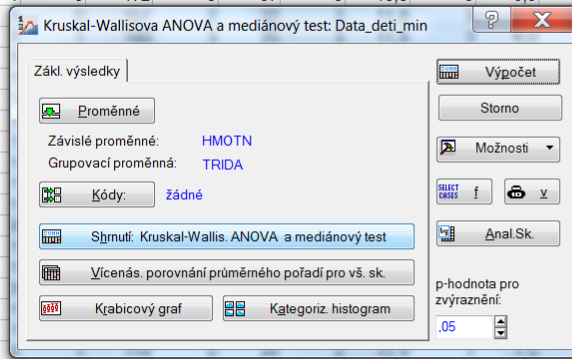 Kruskal-Wallisova ANOVA a mediánový test: Data_deti_min
Zákl. výsledky
Proměnné
Závislé proměnné: HMOTN
Grupovací proměnná: TRIDA
Kódy: žádné
Shrnutí: Kruskal-Wallis. ANOVA a mediánový test
Vícenás. porovnání průměrného pořadí pro vš. sk.
Krabicový graf
Kategoriz. histogram
Výpočet
Storno
Možnosti
SELECT CASES f v
Anal.Sk.
p-hodnota pro
zvýraznění:
.05